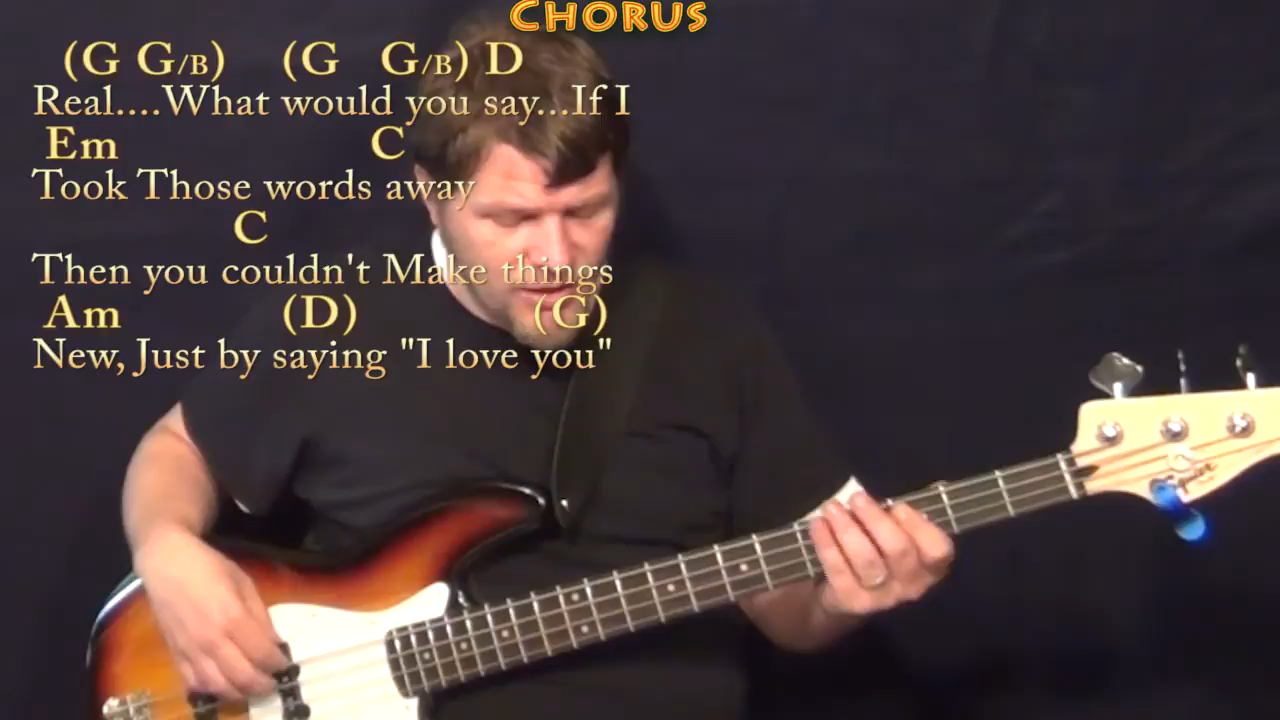 CHORUS
(G G/B) (G G/B) D
Real....What would you say...If I
Em C
Took Those words away
C
Then you couldn't Make things
Am (D) (G)
New, Just by saying "I love you"